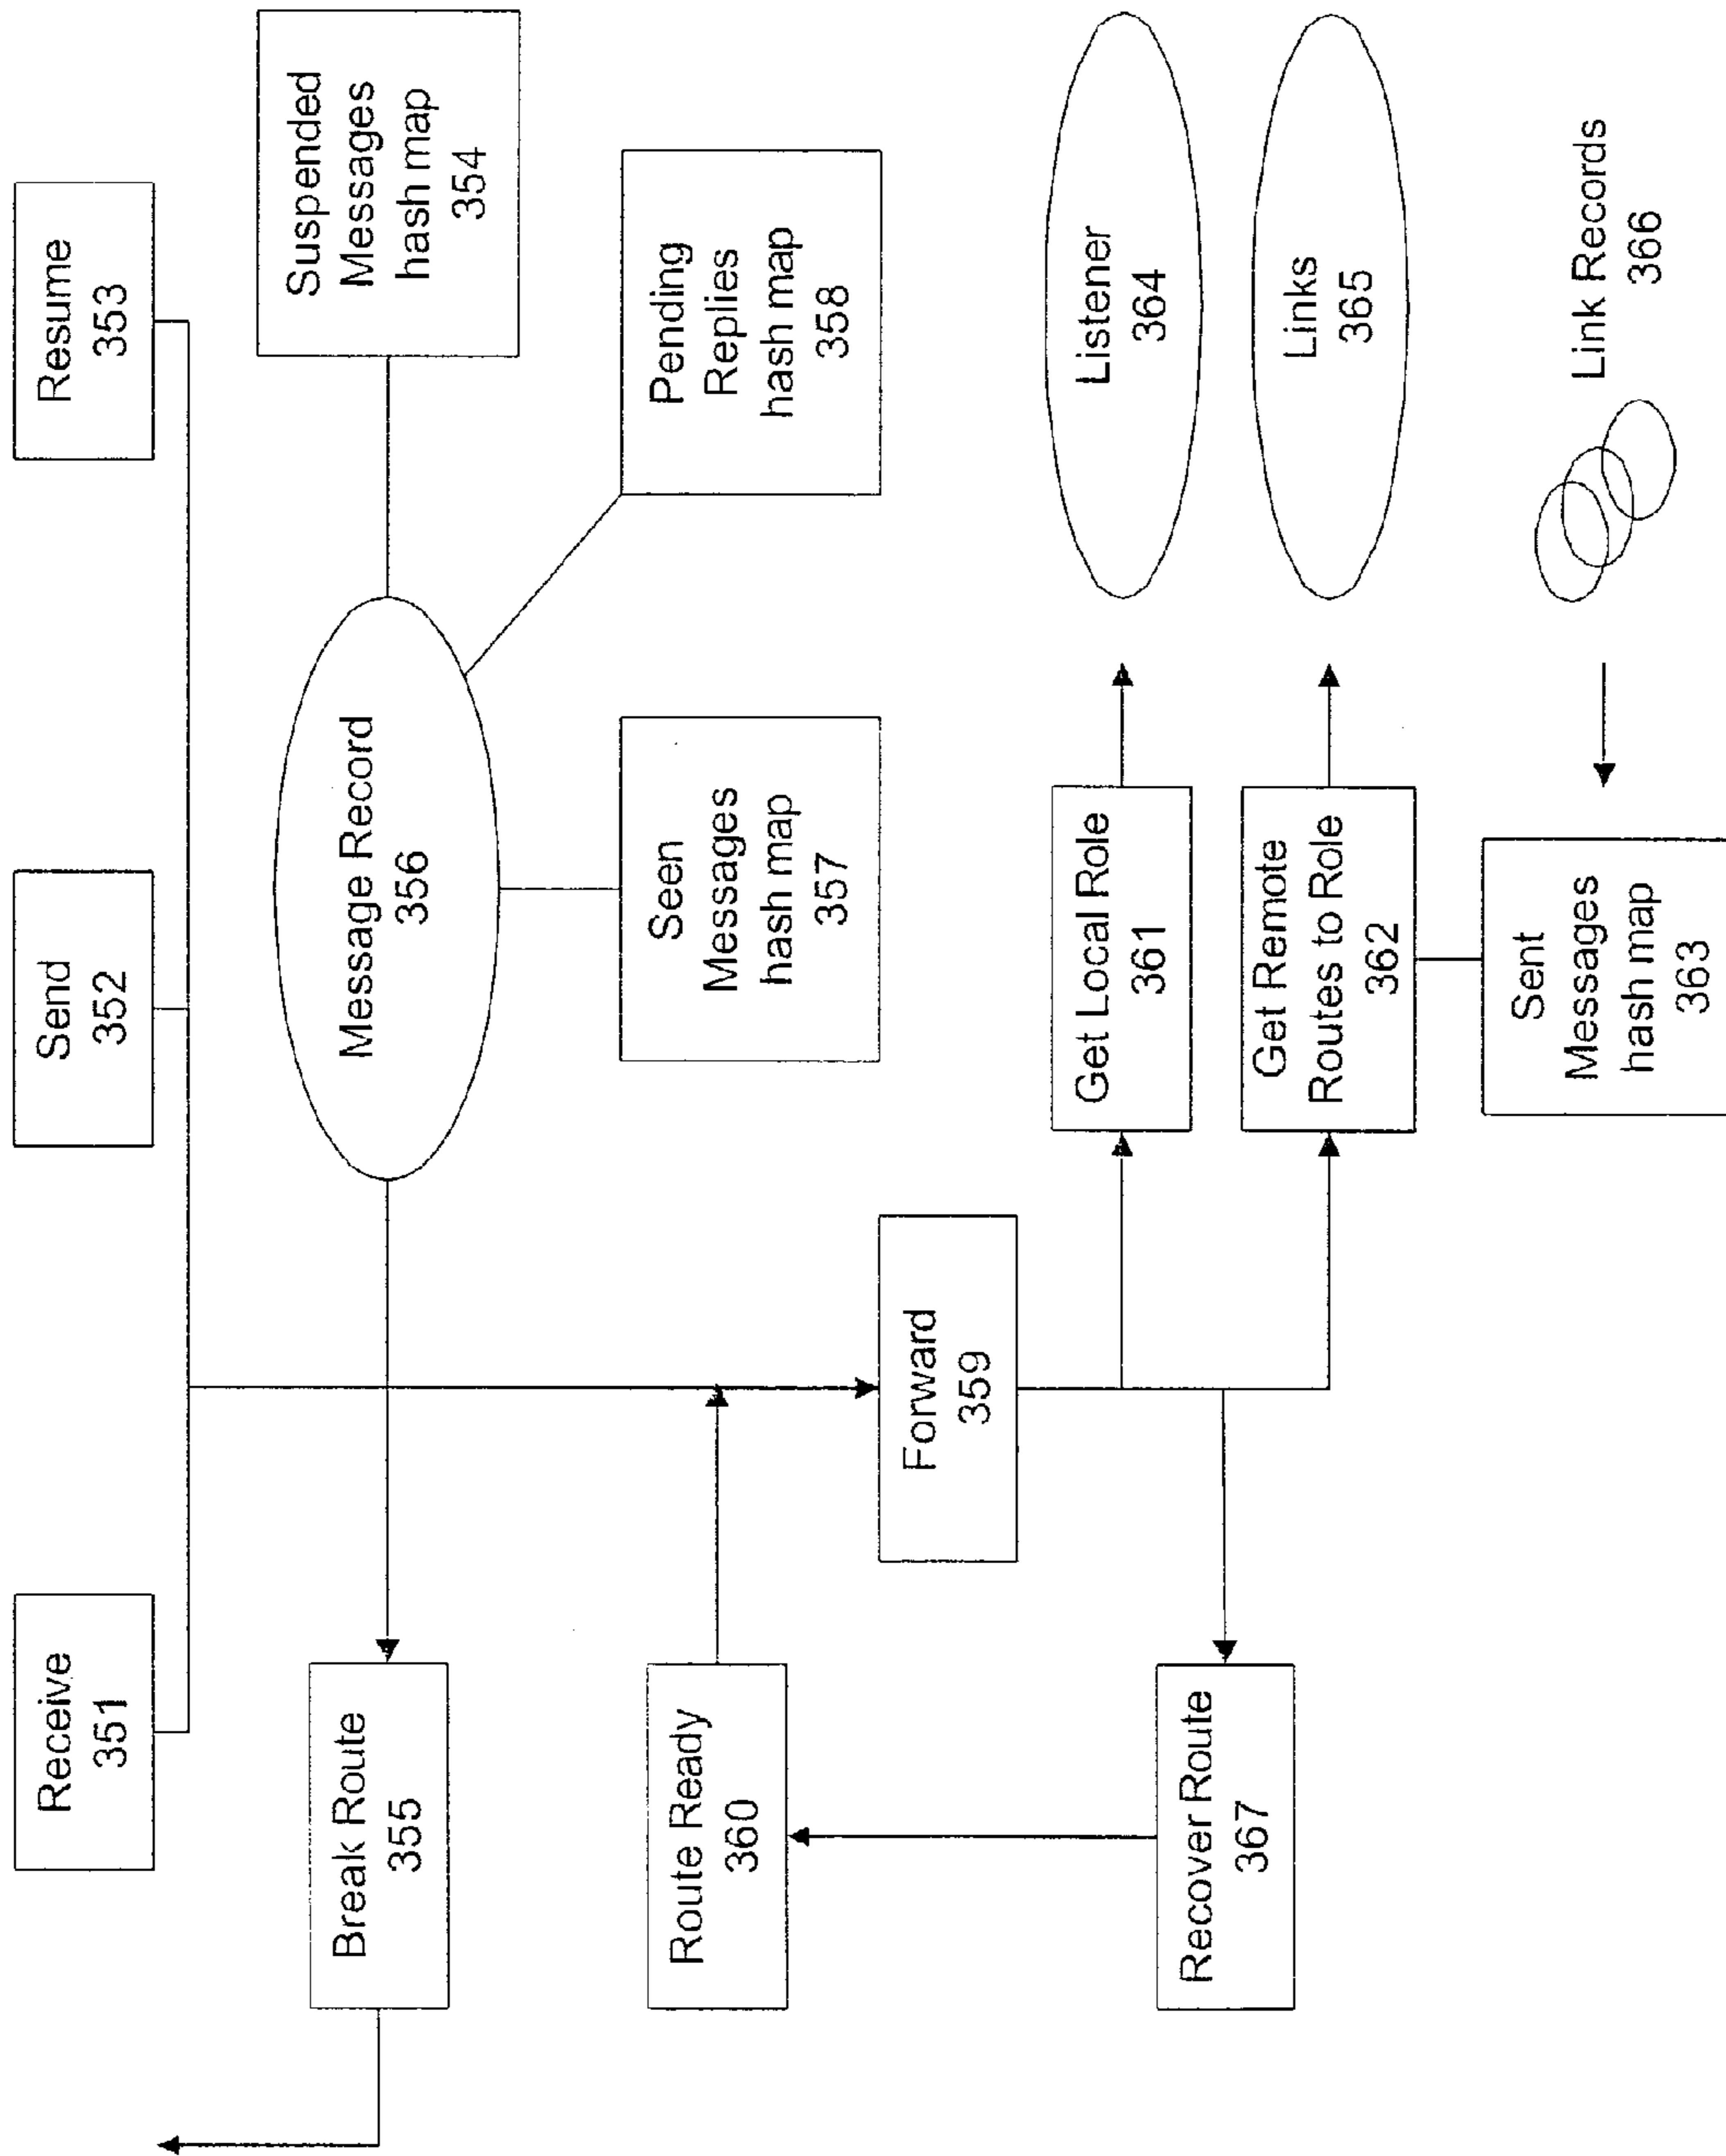 Receive
351
Send
352
Resume
353
Break Route
355
Message Record
356
Suspended
Messages
hash map
354
Route Ready
360
Seen
Messages
hash map
357
Pending
Replies
hash map
358
Forward
359
Recover Route
367
Get Local Role
361
Listener
364
Get Remote
Routes to Role
362
Links
365
Sent
Messages
hash map
363
Link Records
366